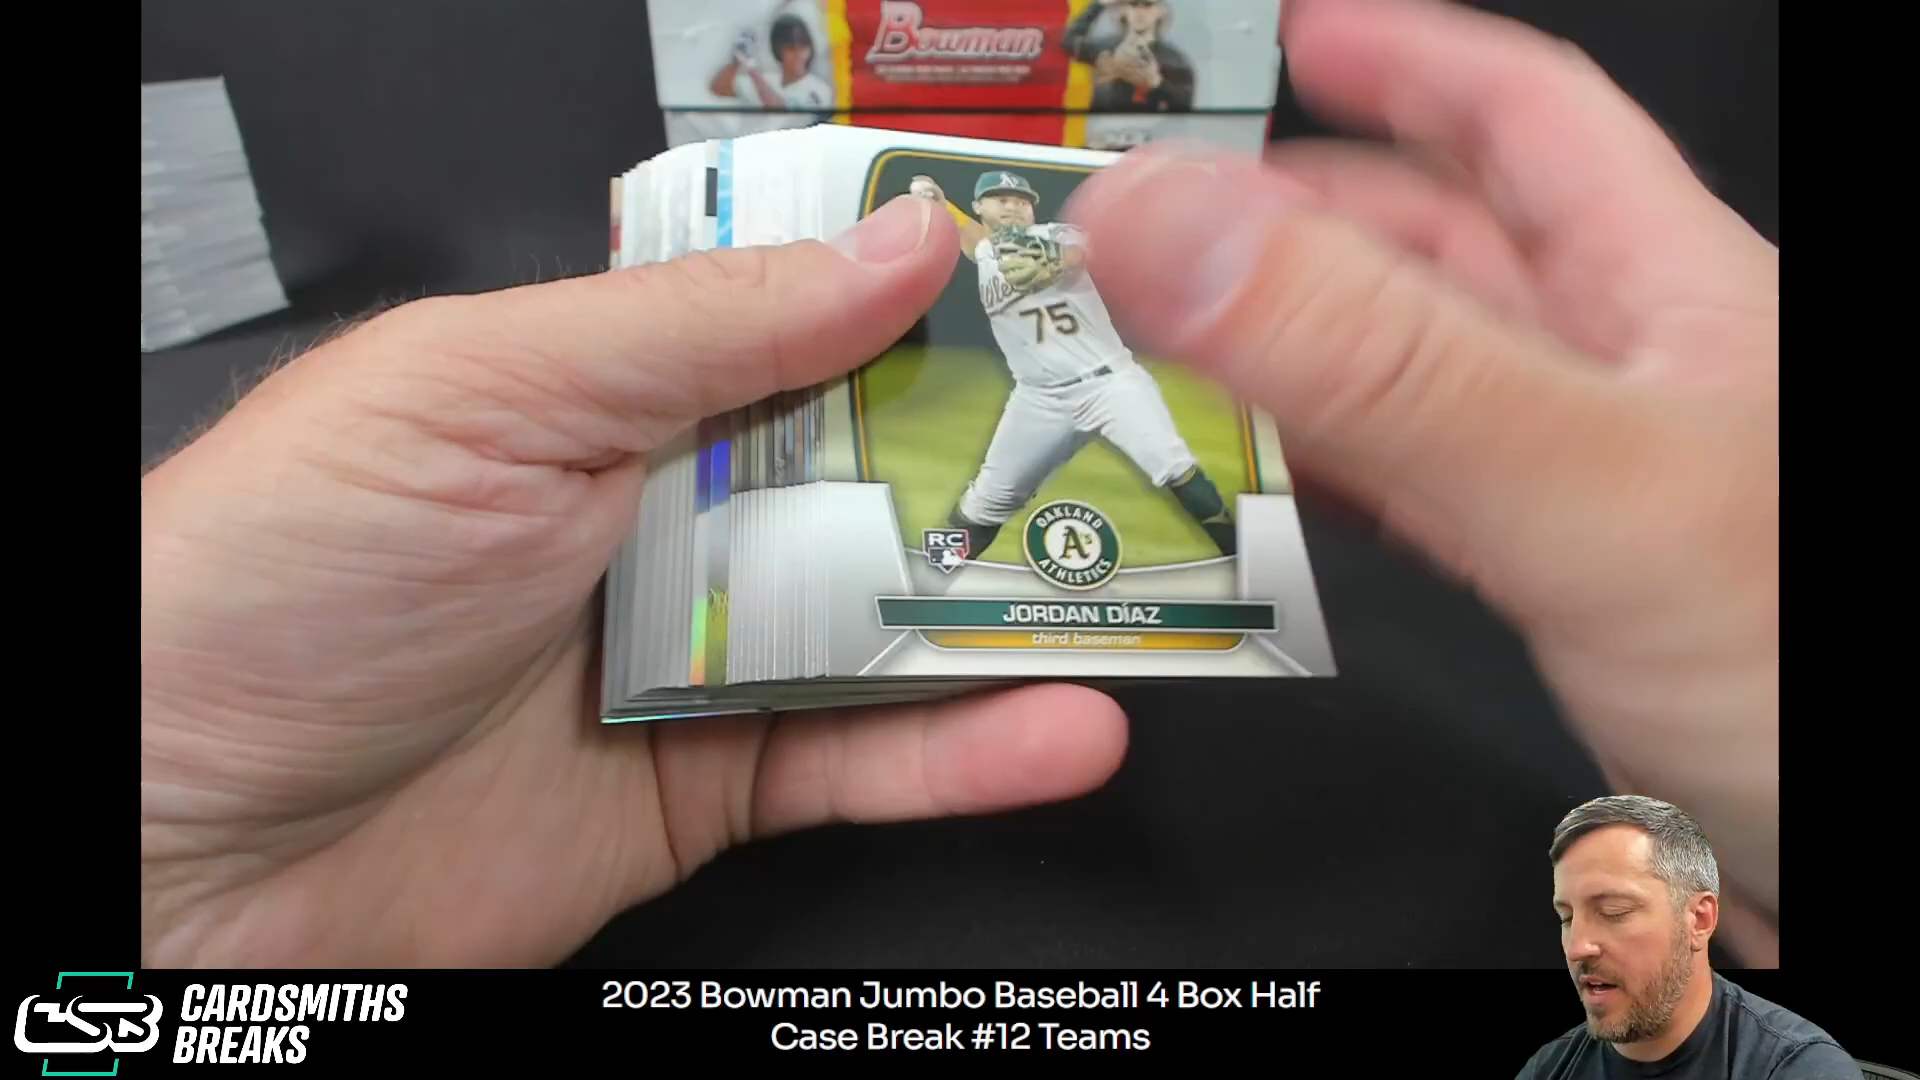 Bowman
75
RC
OAKLAND
A's
ATHLETICS
JORDAN DÍAZ
third baseman
CSB
CARDSMITHS
BREAKS
2023 Bowman Jumbo Baseball 4 Box Half
Case Break #12 Teams